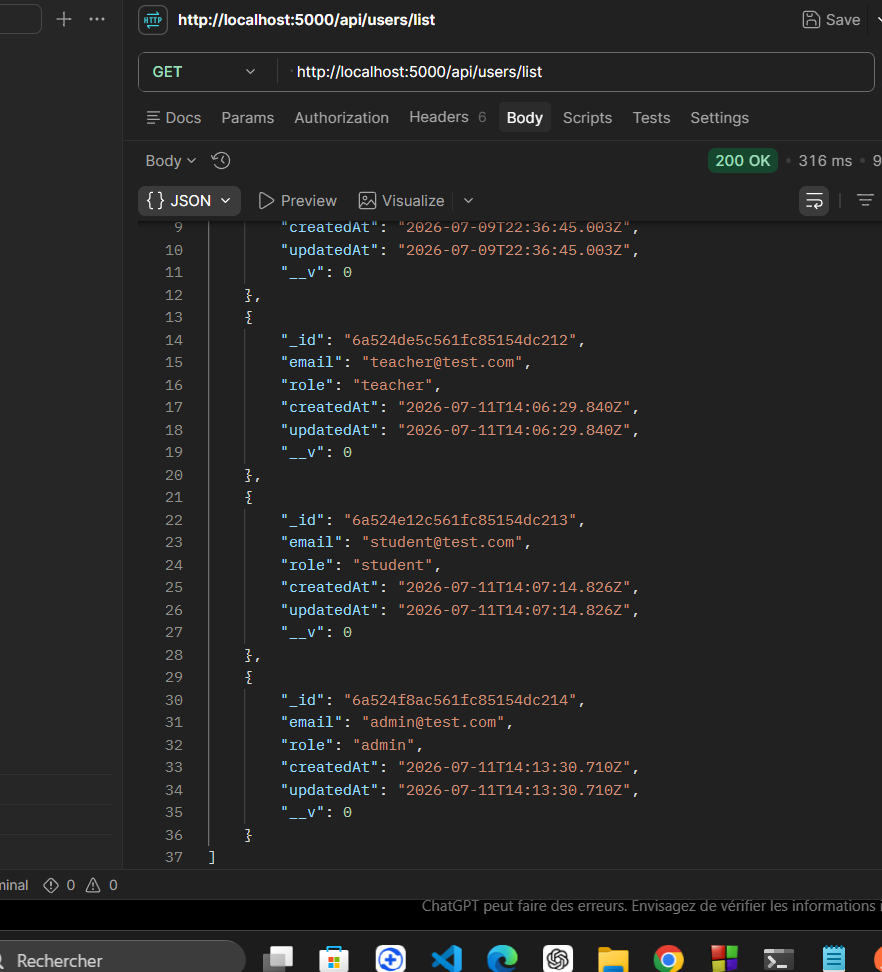 HTTP http://localhost:5000/api/users/list Save
GET http://localhost:5000/api/users/list
Docs Params Authorization Headers 6 Body Scripts Tests Settings
Body 200 OK • 316 ms • 9
{} JSON Preview Visualize
9 "createdAt": "2026-07-09T22:36:45.003Z",
10 "updatedAt": "2026-07-09T22:36:45.003Z",
11 "__v": 0
12 },
13 {
14 "_id": "6a524de5c561fc85154dc212",
15 "email": "teacher@test.com",
16 "role": "teacher",
17 "createdAt": "2026-07-11T14:06:29.840Z",
18 "updatedAt": "2026-07-11T14:06:29.840Z",
19 "__v": 0
20 },
21 {
22 "_id": "6a524e12c561fc85154dc213",
23 "email": "student@test.com",
24 "role": "student",
25 "createdAt": "2026-07-11T14:07:14.826Z",
26 "updatedAt": "2026-07-11T14:07:14.826Z",
27 "__v": 0
28 },
29 {
30 "_id": "6a524f8ac561fc85154dc214",
31 "email": "admin@test.com",
32 "role": "admin",
33 "createdAt": "2026-07-11T14:13:30.710Z",
34 "updatedAt": "2026-07-11T14:13:30.710Z",
35 "__v": 0
36 }
37 ]
minal 0 0
ChatGPT peut faire des erreurs. Envisagez de vérifier les informations i
Rechercher